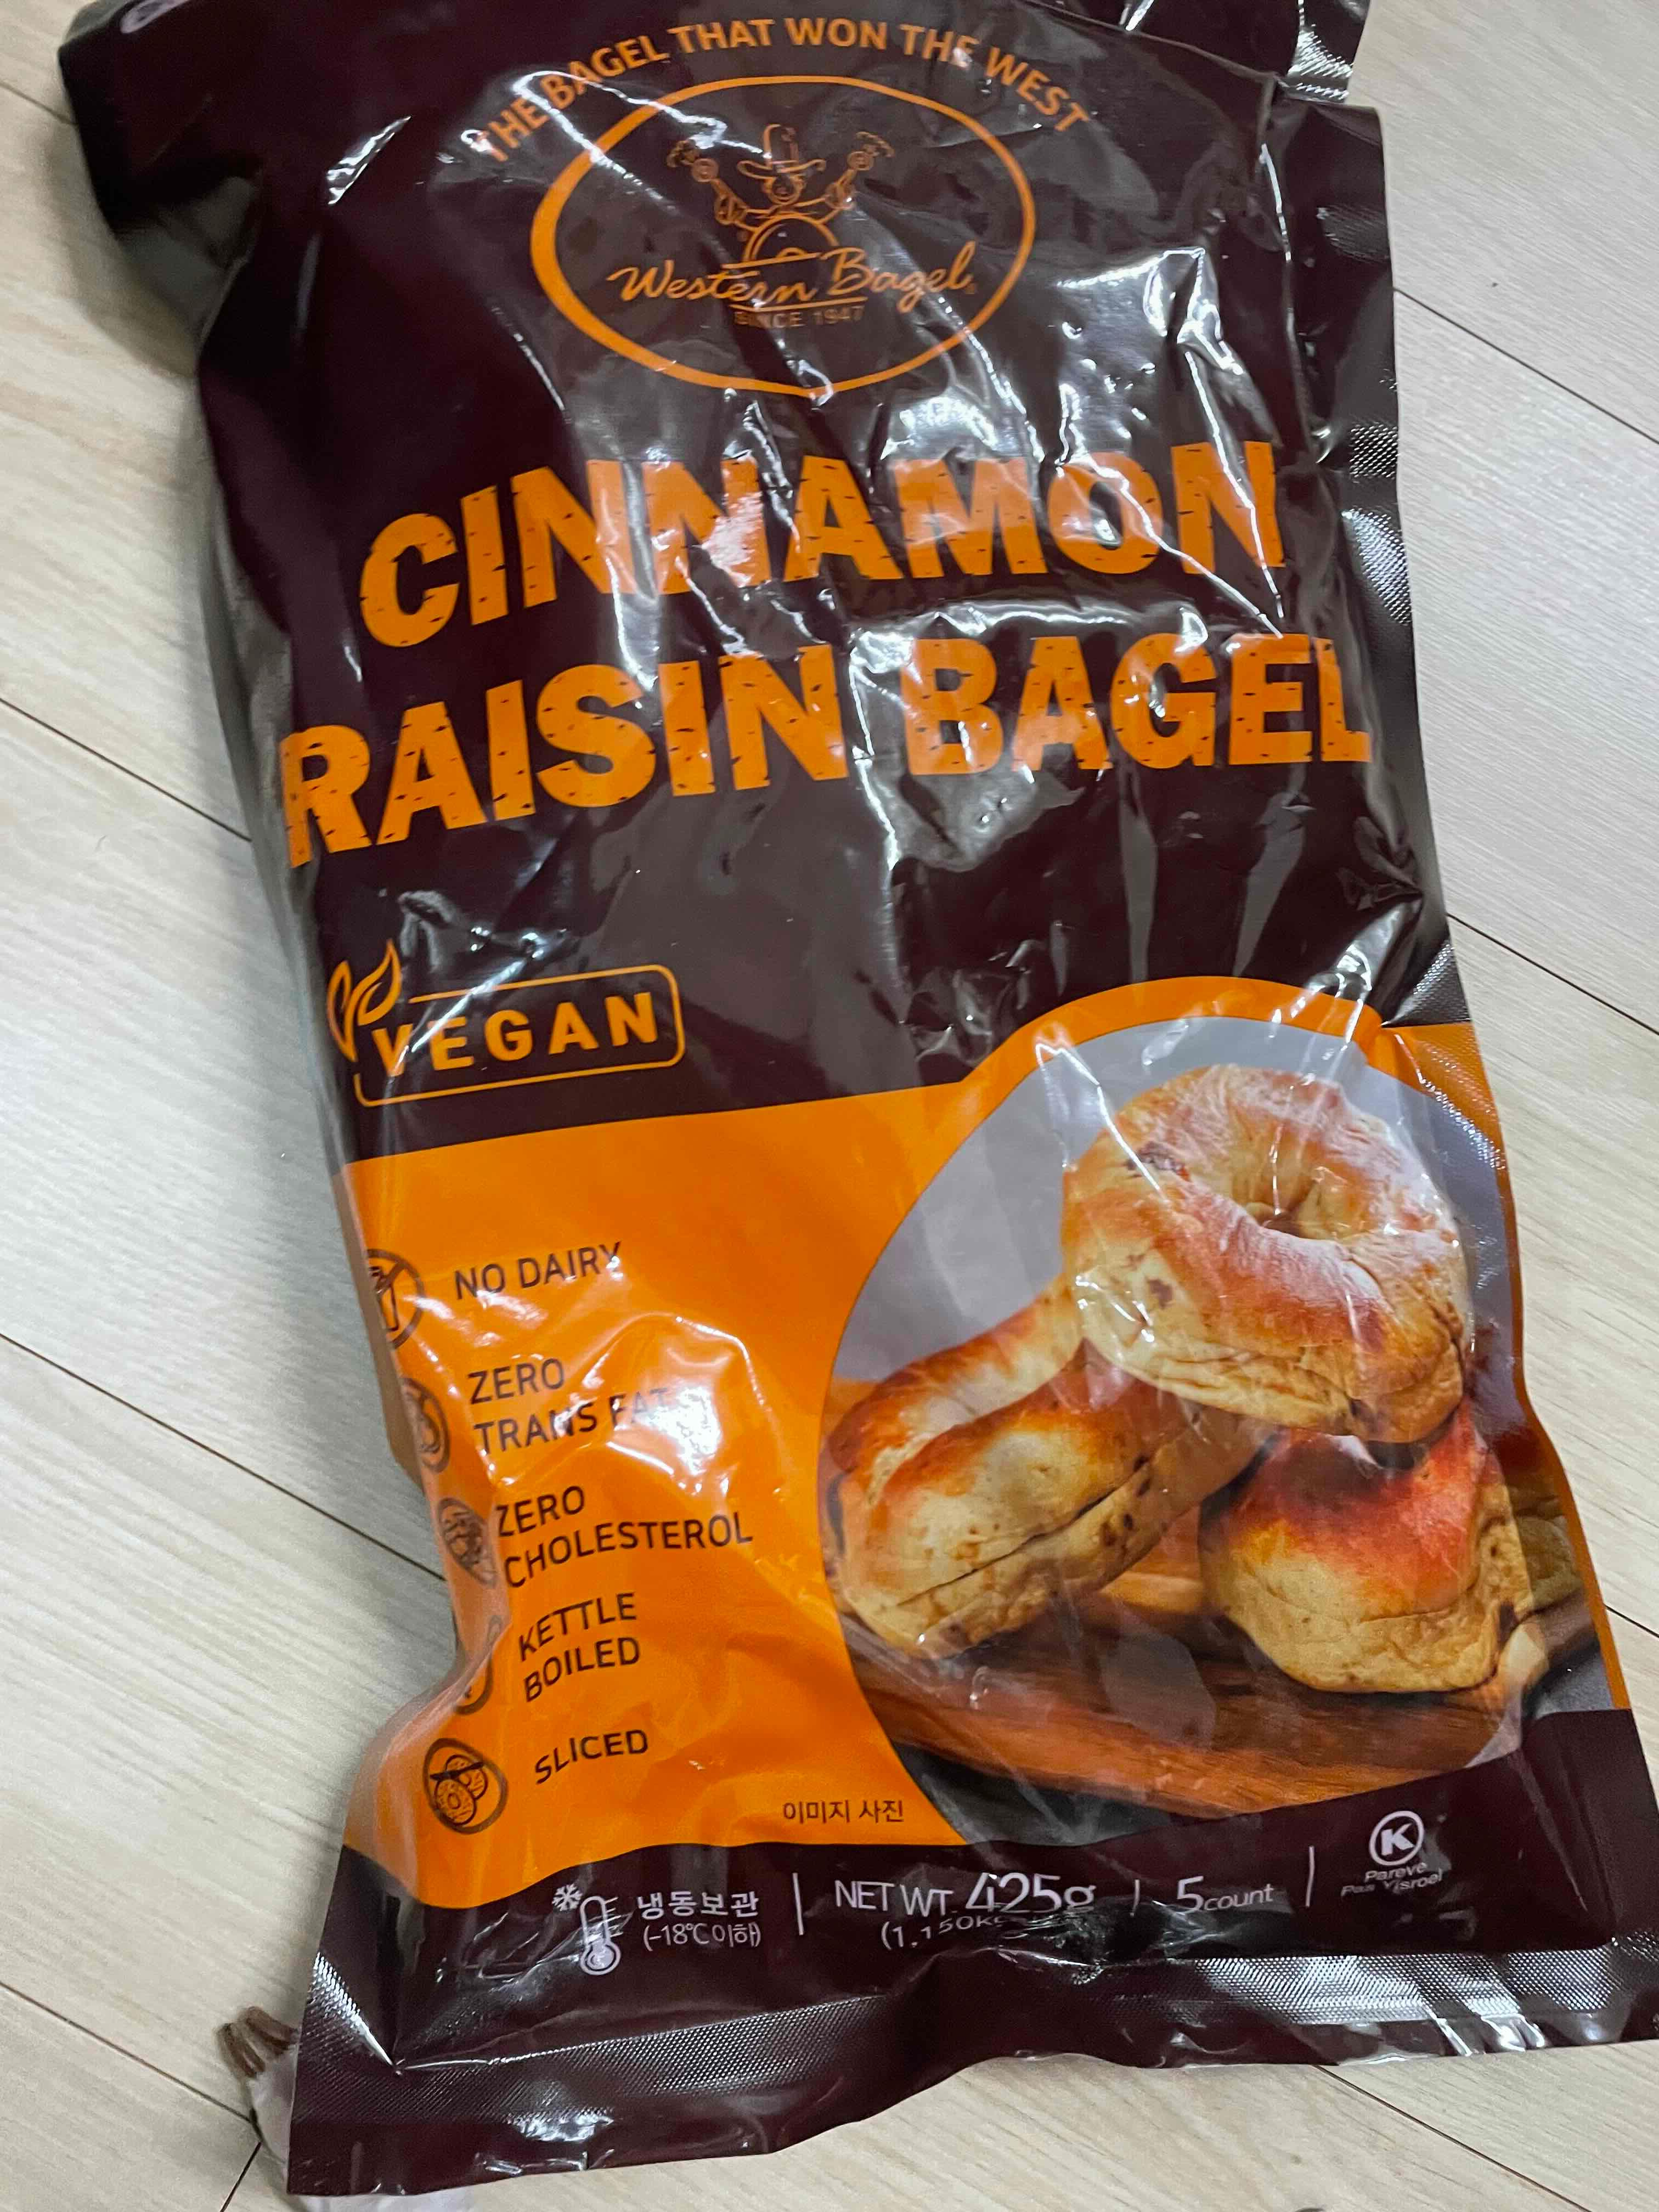 THE BAGEL THAT WON THE WEST
Western Bagel
SINCE 1947
CINNAMON
RAISIN BAGEL
VEGAN
NO DAIRY
ZERO
TRANS FAT
ZERO
CHOLESTEROL
KETTLE
BOILED
SLICED
이미지 사진
냉동보관
(-18℃이하)
NET WT. 425g
5count
K
Pareve
Pas Yisroel